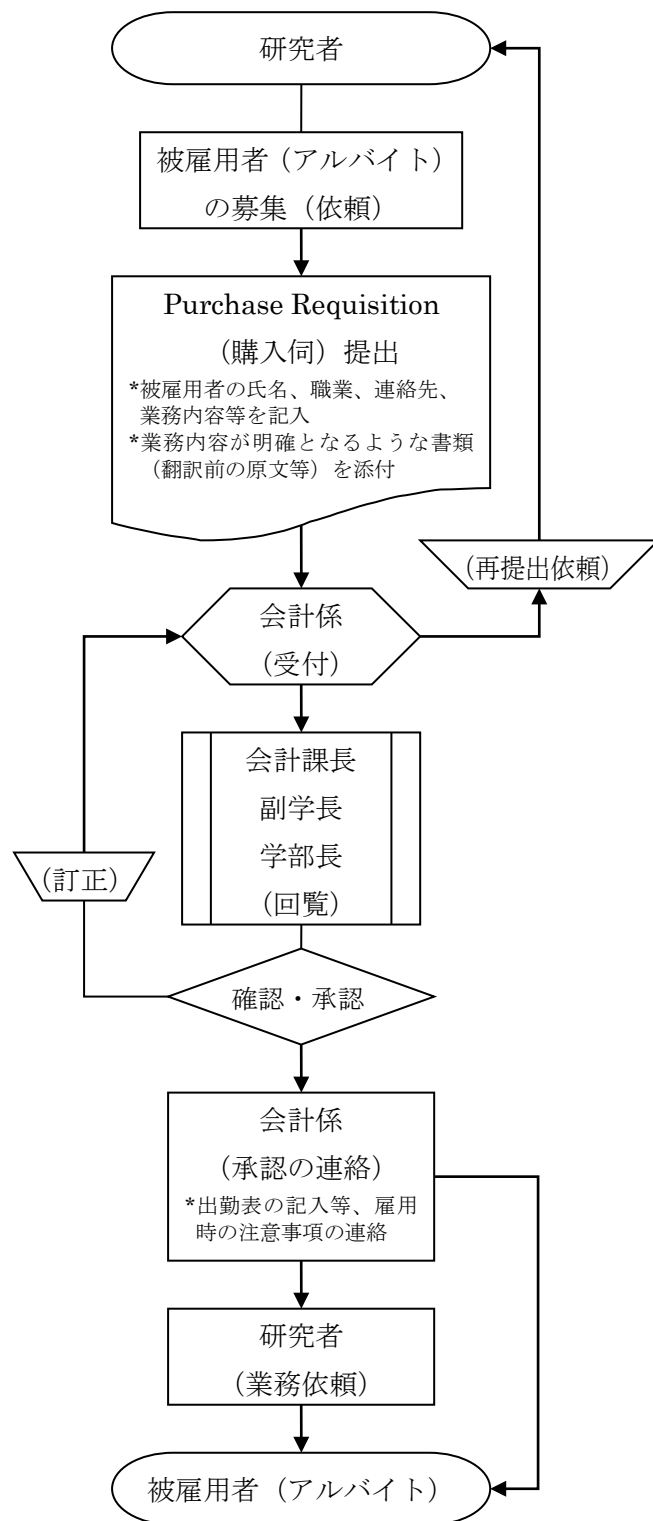 研究者
被雇用者（アルバイト）
の募集（依頼）
Purchase Requisition
（購入伺）提出
*被雇用者の氏名、職業、連絡先、
業務内容等を記入
*業務内容が明確となるような書類
（翻訳前の原文等）を添付
(再提出依頼)
会計係
(受付)
会計課長
副学長
学部長
(回覧)
(訂正)
確認・承認
会計係
(承認の連絡)
*出勤表の記入等、雇用
時の注意事項の連絡
研究者
(業務依頼)
被雇用者（アルバイト）